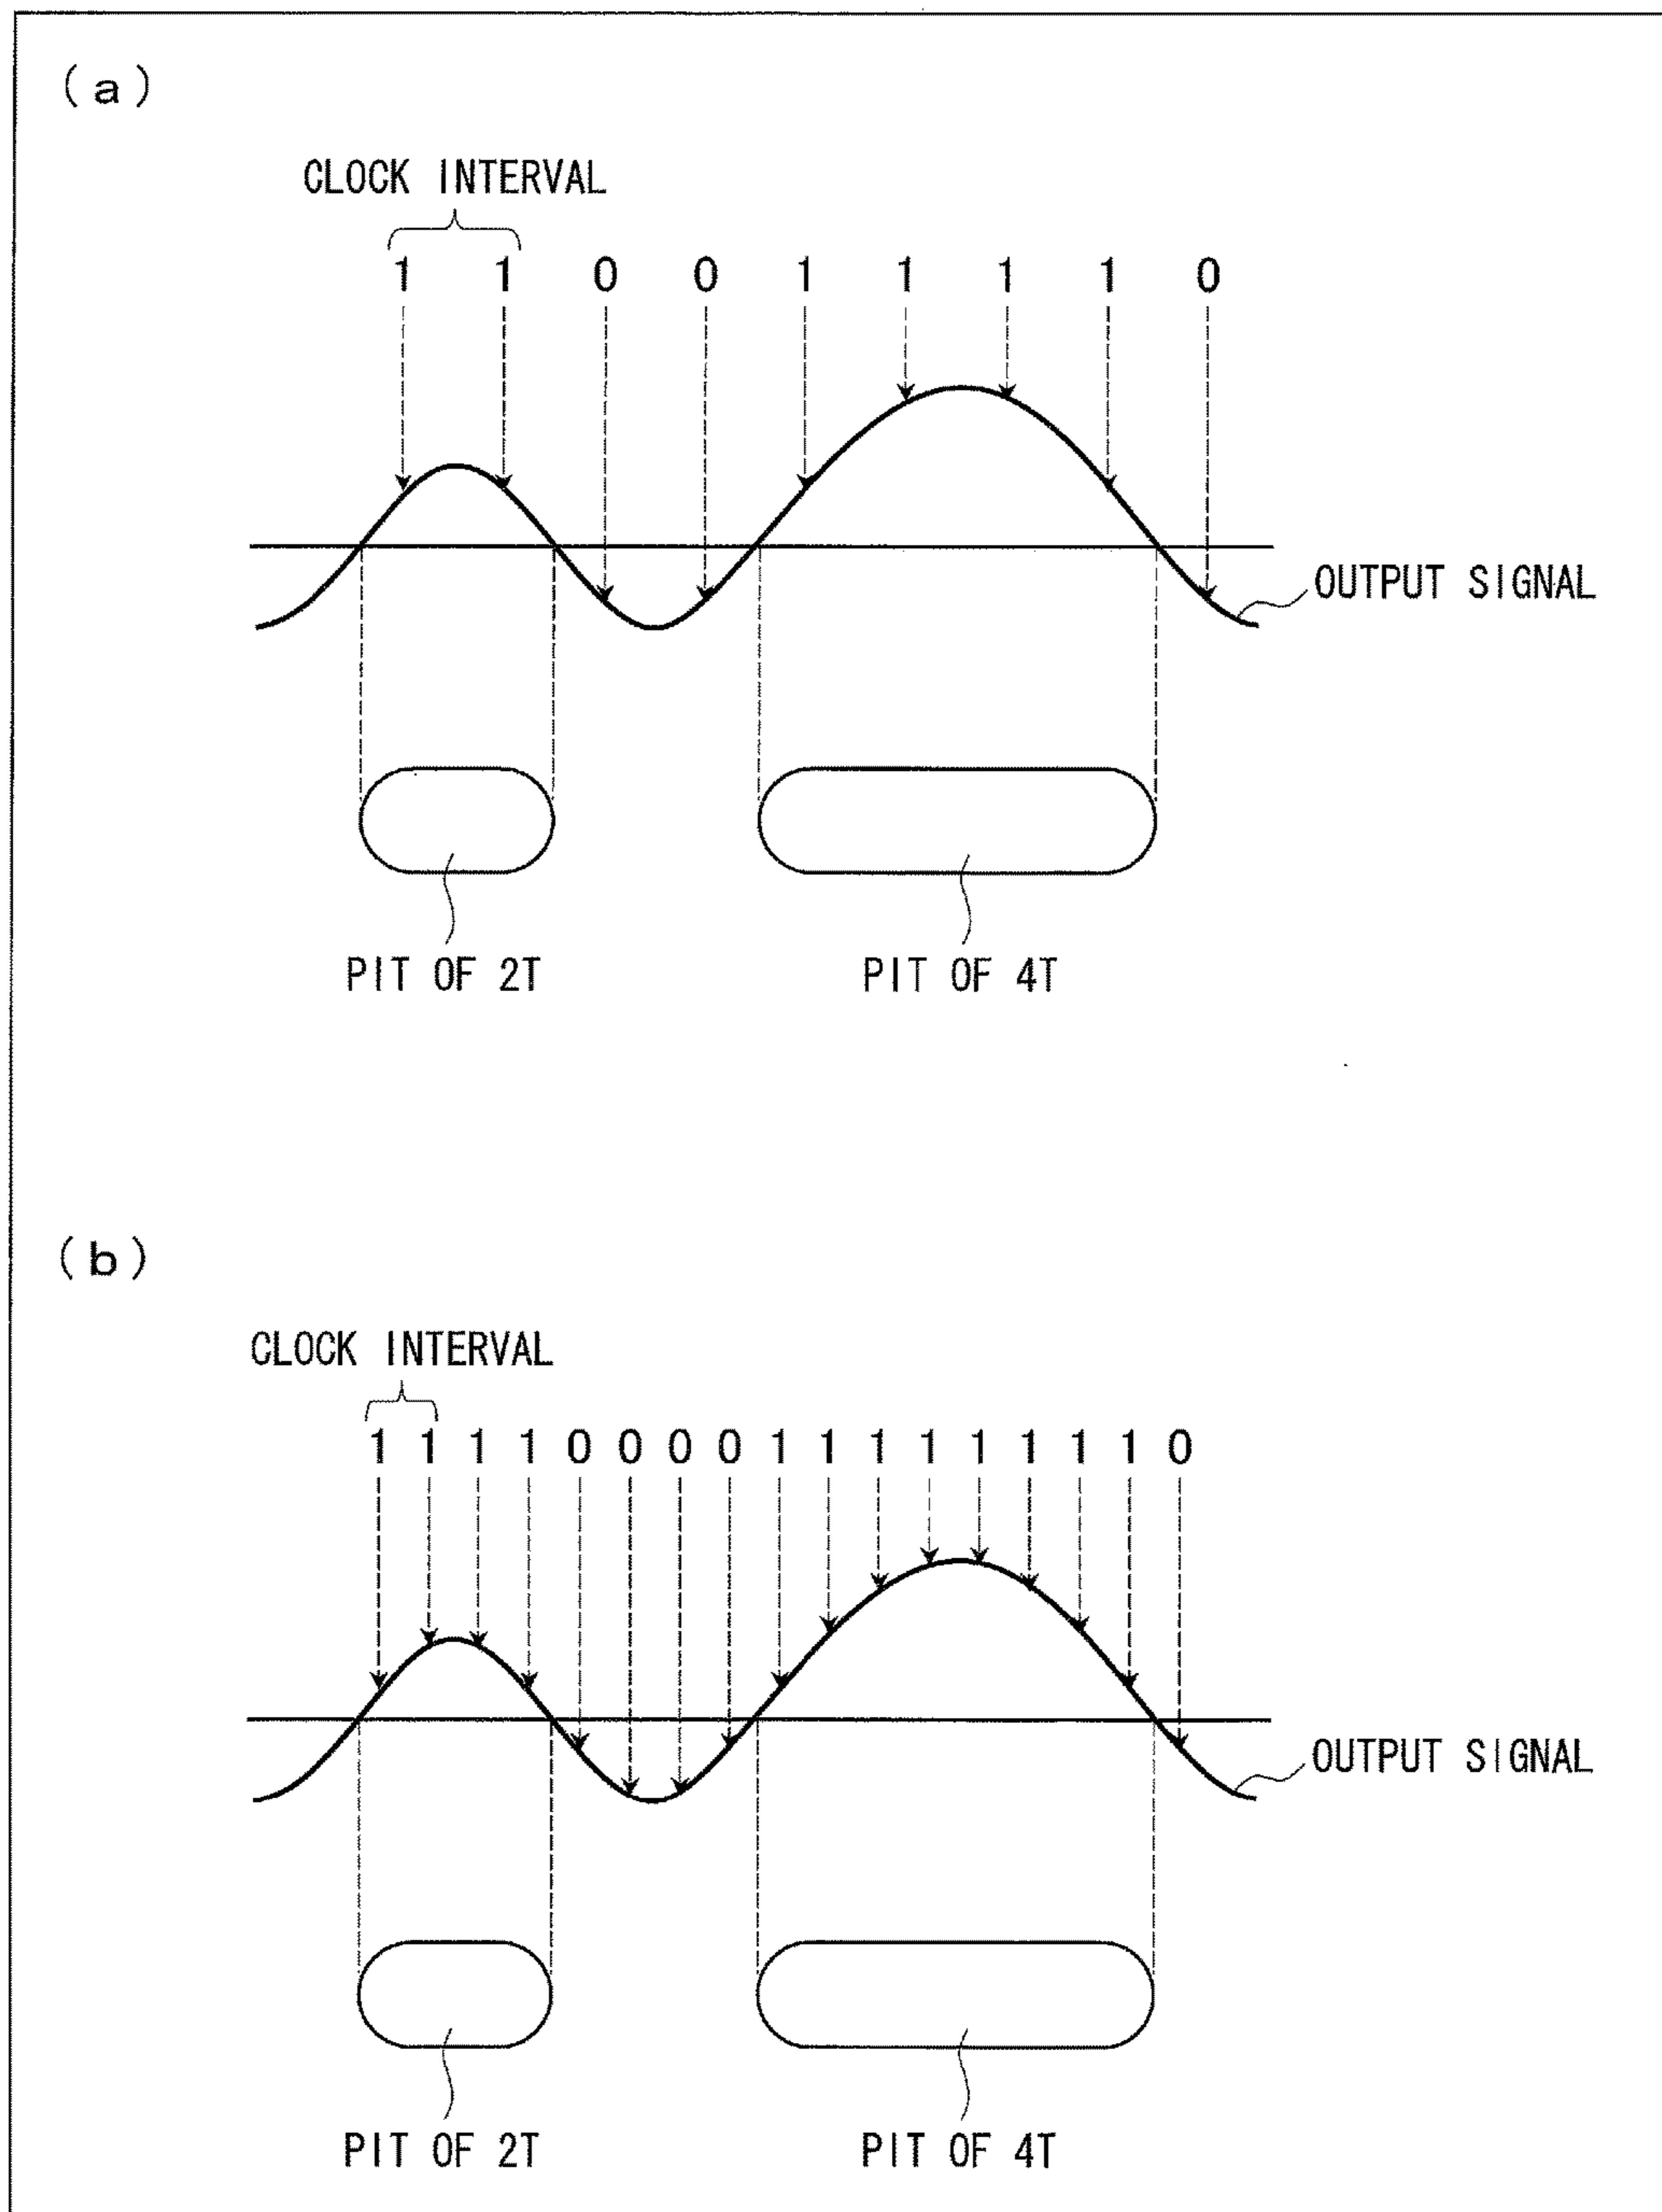 (a)
CLOCK INTERVAL
1 1 0 0 1 1 1 1 0
OUTPUT SIGNAL
PIT OF 2T PIT OF 4T
(b)
CLOCK INTERVAL
1 1 1 1 0 0 0 0 1 1 1 1 1 1 1 1 0
OUTPUT SIGNAL
PIT OF 2T PIT OF 4T